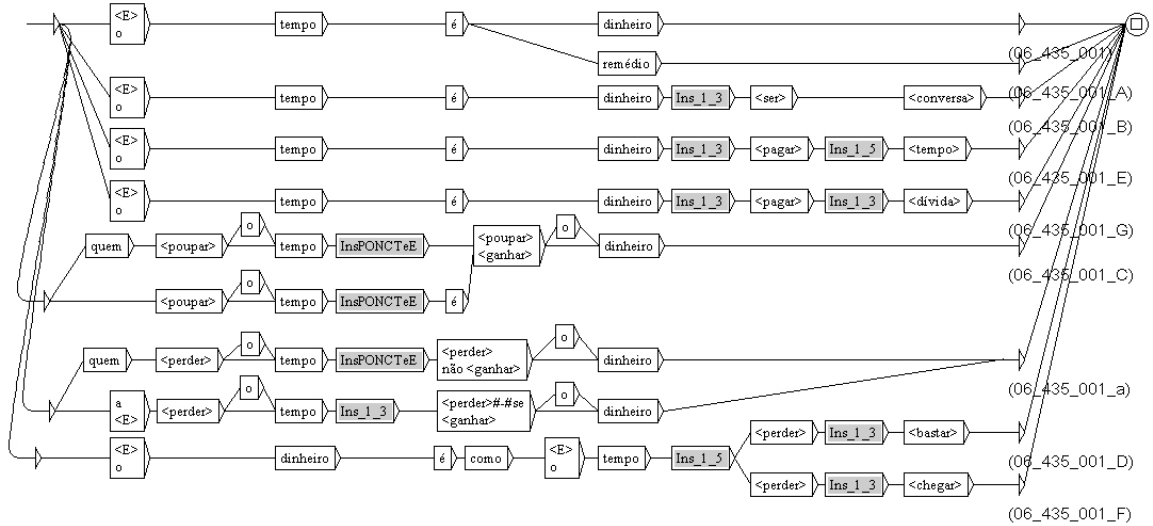 <E> tempo é dinheiro
o
remédio (06_435_001)
<E> tempo é dinheiro Ins_1_3 <ser> <conversa> (06_435_001_A)
o
(06_435_001_B)
<E> tempo é dinheiro Ins_1_3 <pagar> Ins_1_5 <tempo>
o
(06_435_001_E)
<E> tempo é dinheiro Ins_1_3 <pagar> Ins_1_3 <dívida>
o
o <poupar> o (06_435_001_G)
quem <poupar> tempo InsPONCTeE <ganhar> dinheiro
o (06_435_001_C)
<poupar> tempo InsPONCTeE é
o <perder> o
quem <perder> tempo InsPONCTeE não <ganhar> dinheiro
o o (06_435_001_a)
a <perder>#-#se
<E> <perder> tempo Ins_1_3 <ganhar> dinheiro
<perder> Ins_1_3 <bastar>
<E> dinheiro é como <E> tempo Ins_1_5 (06_435_001_D)
o o
<perder> Ins_1_3 <chegar>
(06_435_001_F)